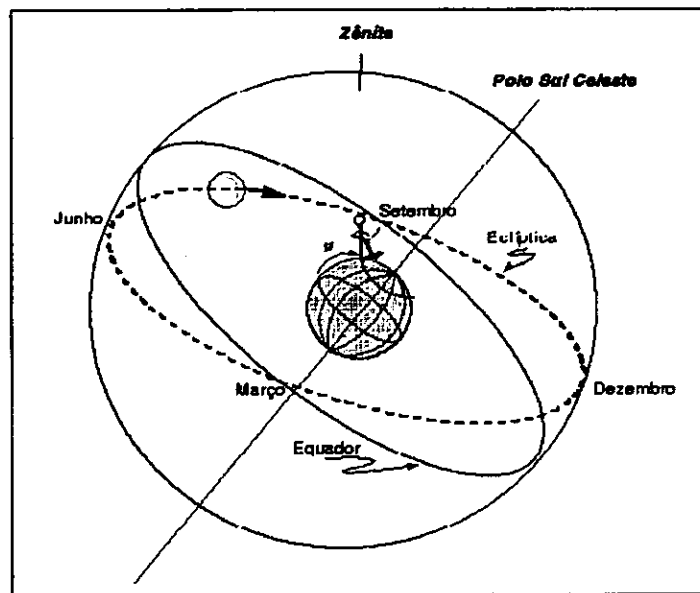 Zênite
Polo Sul Celeste
Junho
Setembro
Eclíptica
Março
Dezembro
Equador